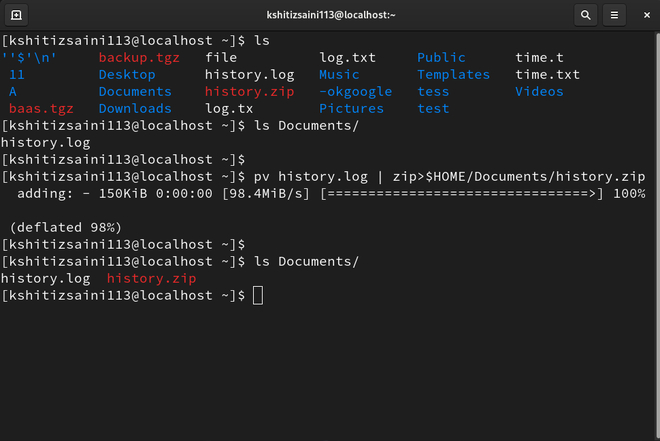 kshitizsaini113@localhost:~
[kshitizsaini113@localhost ~]$ ls
''$'\n' backup.tgz file log.txt Public time.t
11 Desktop history.log Music Templates time.txt
A Documents history.zip -okgoogle tess Videos
baas.tgz Downloads log.tx Pictures test
[kshitizsaini113@localhost ~]$ ls Documents/
history.log
[kshitizsaini113@localhost ~]$
[kshitizsaini113@localhost ~]$ pv history.log | zip>$HOME/Documents/history.zip
adding: - 150KiB 0:00:00 [98.4MiB/s] [================================>] 100%
(deflated 98%)
[kshitizsaini113@localhost ~]$
[kshitizsaini113@localhost ~]$ ls Documents/
history.log history.zip
[kshitizsaini113@localhost ~]$